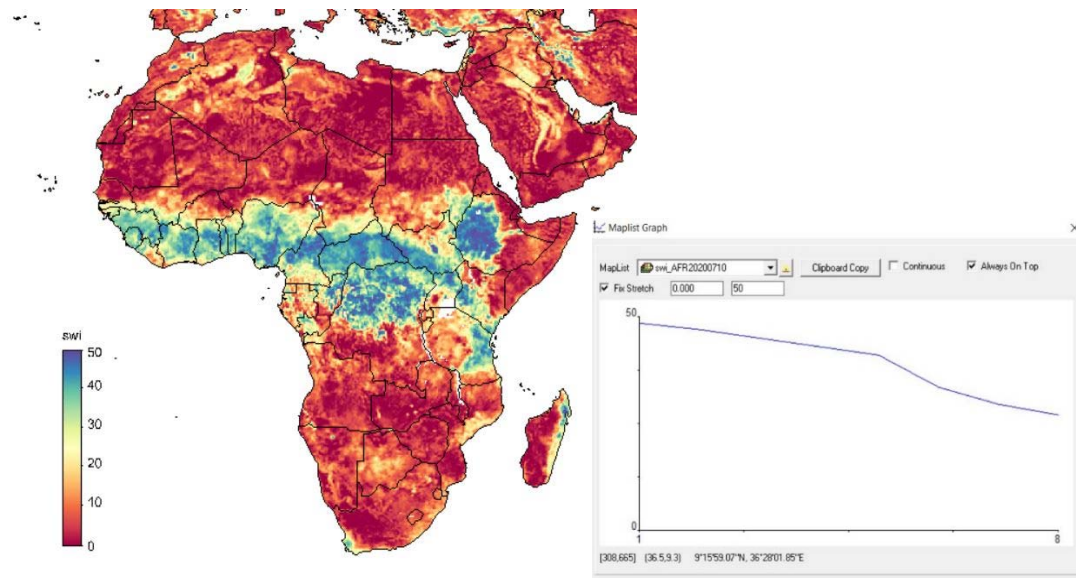 swi
50
40
30
20
10
0
Maplist Graph
MapList swi_AFR20200710 Clipboard Copy Continuous Always On Top
Fix Stretch 0.000 50
50
0
1 8
[308,665] (36.5,9.3) 9°15'59.07"N, 36°28'01.85"E